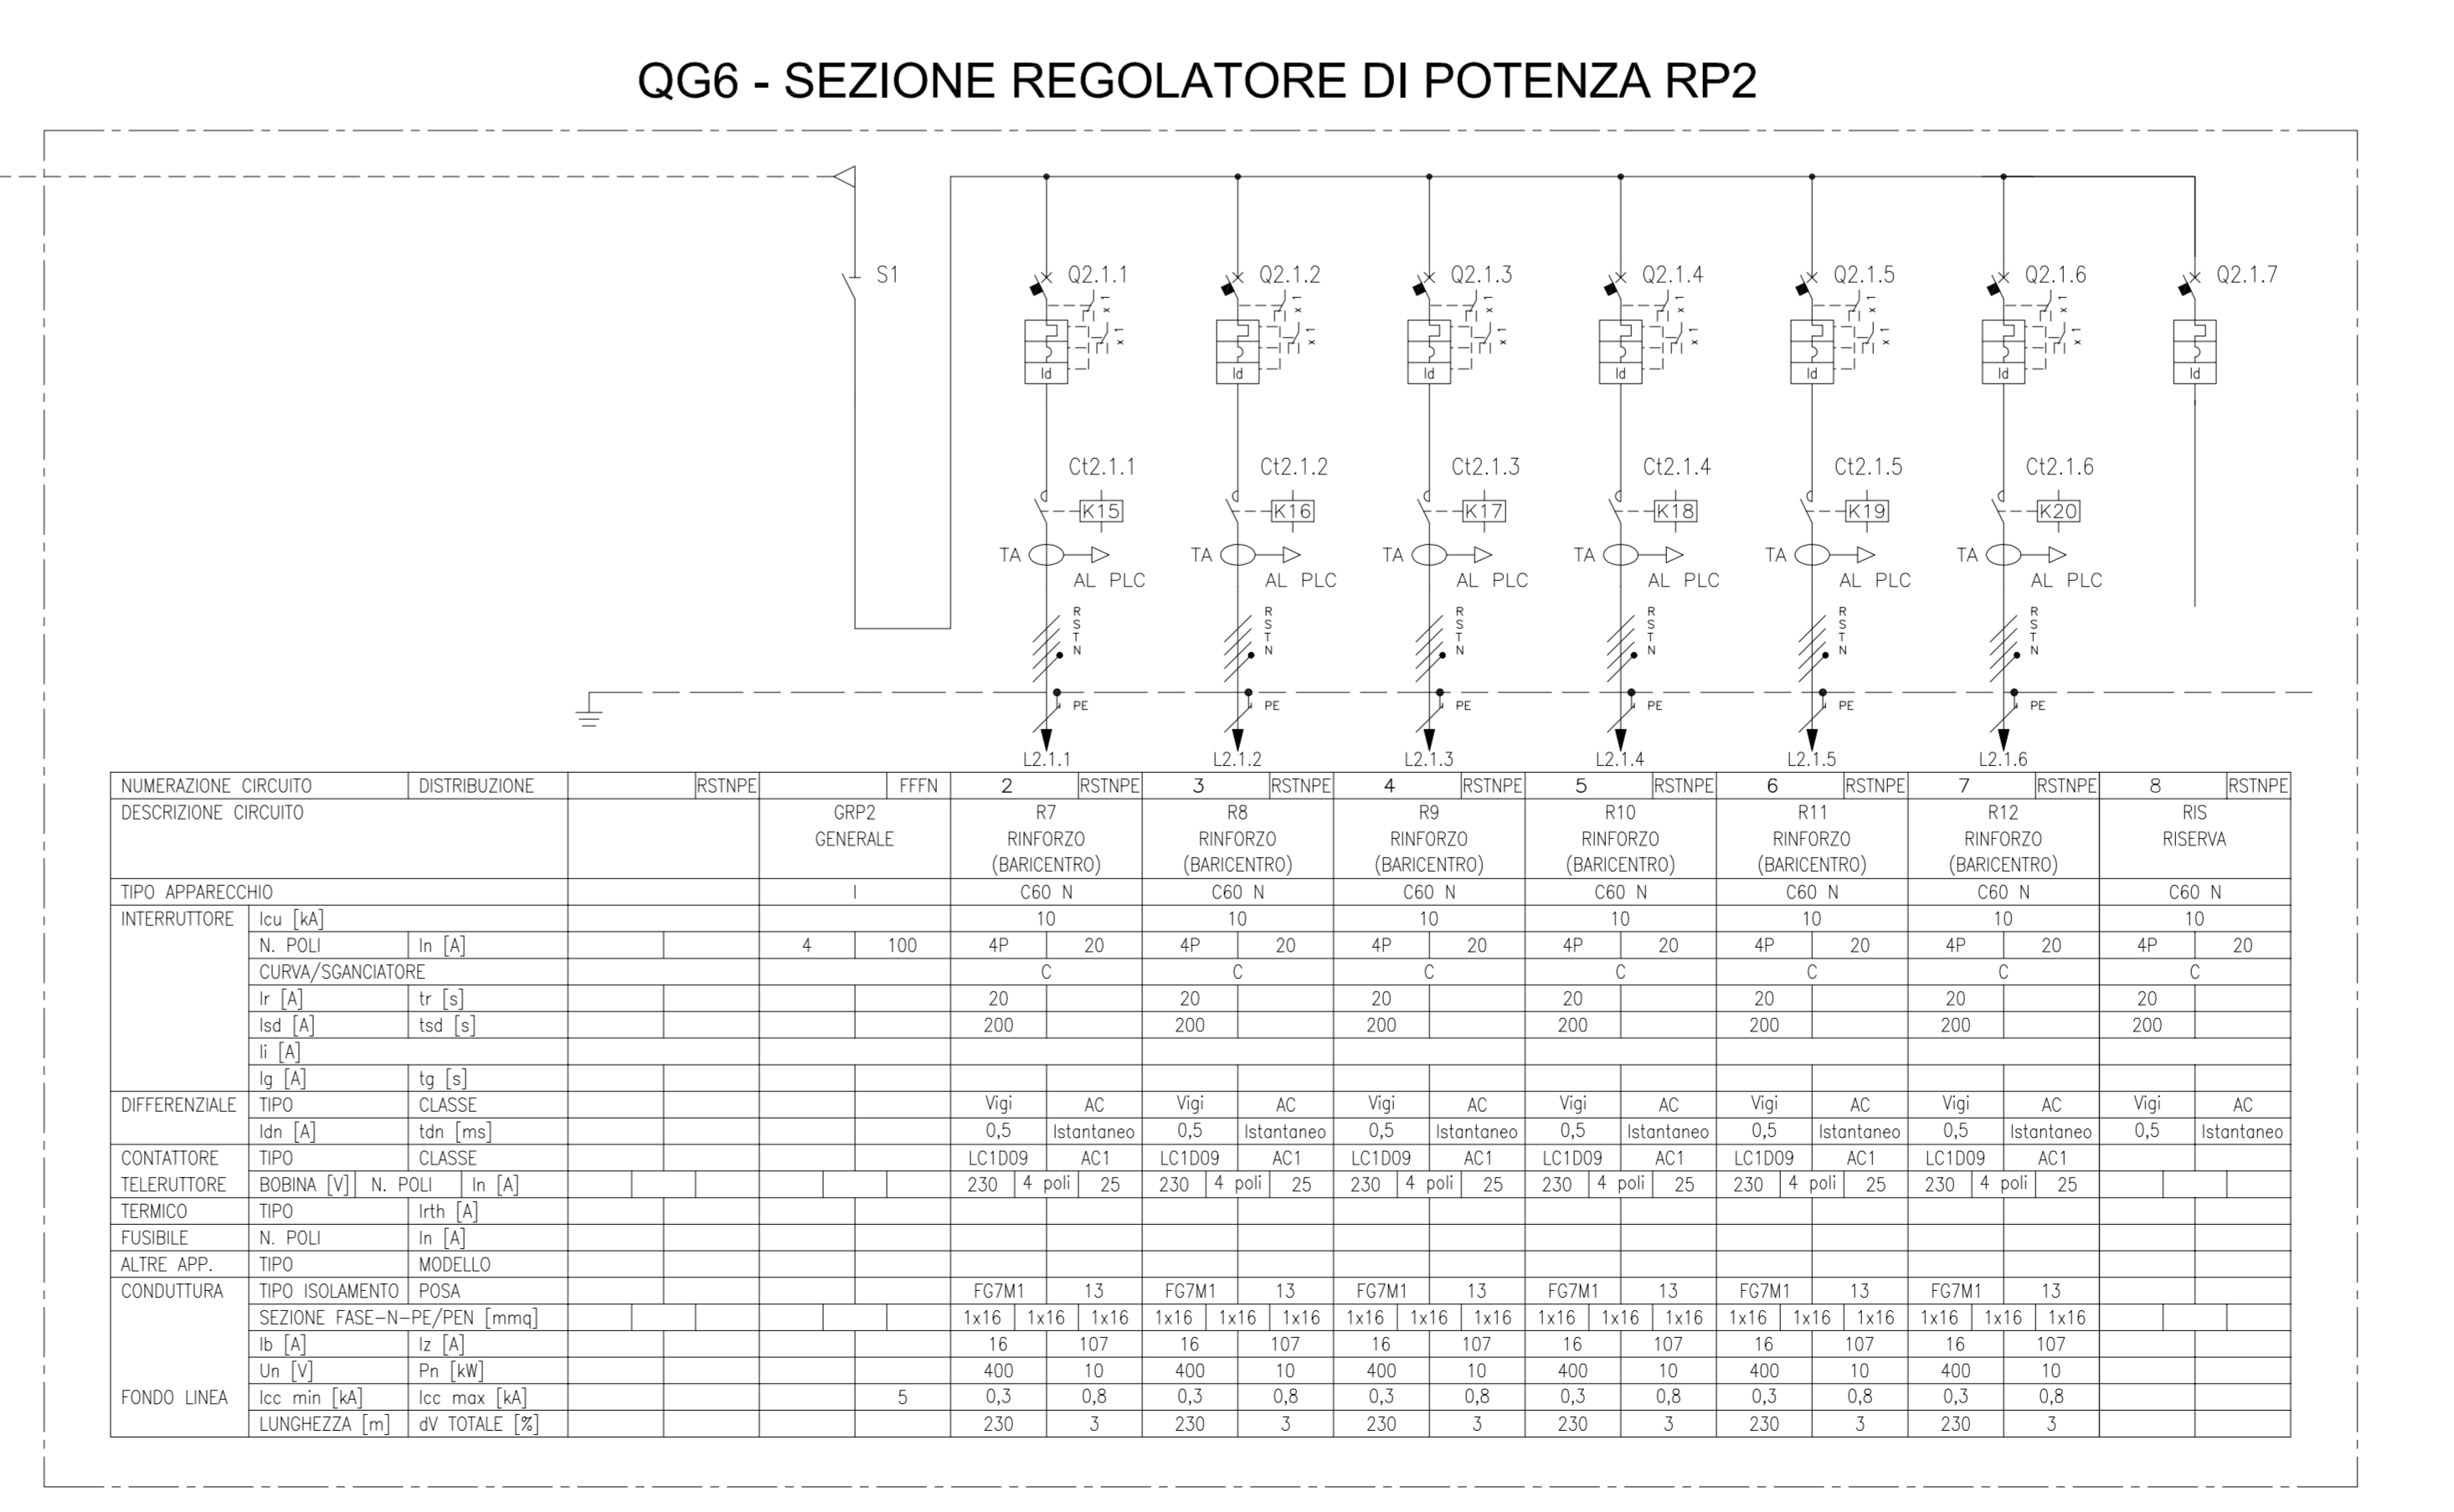 QG6 - SEZIONE REGOLATORE DI POTENZA RP2
S1 Q2.1.1 Q2.1.2 Q2.1.3 Q2.1.4 Q2.1.5 Q2.1.6 Q2.1.7
x 1 x 1 x 1 x 1 x 1 x 1
x 1 x 1 x 1 x 1 x 1 x 1
Id Id Id Id Id Id Id
Ct2.1.1 Ct2.1.2 Ct2.1.3 Ct2.1.4 Ct2.1.5 Ct2.1.6
K15 K16 K17 K18 K19 K20
TA TA TA TA TA TA
AL PLC AL PLC AL PLC AL PLC AL PLC AL PLC
R R R R R R
S S S S S S
T T T T T T
N N N N N N
PE PE PE PE PE PE
L2.1.1 L2.1.2 L2.1.3 L2.1.4 L2.1.5 L2.1.6
NUMERAZIONE CIRCUITO DISTRIBUZIONE RSTNPE FFFN 2 RSTNPE 3 RSTNPE 4 RSTNPE 5 RSTNPE 6 RSTNPE 7 RSTNPE 8 RSTNPE
DESCRIZIONE CIRCUITO GRP2 R7 R8 R9 R10 R11 R12 RIS
GENERALE RINFORZO RINFORZO RINFORZO RINFORZO RINFORZO RINFORZO RISERVA
(BARICENTRO) (BARICENTRO) (BARICENTRO) (BARICENTRO) (BARICENTRO) (BARICENTRO)
TIPO APPARECCHIO I C60 N C60 N C60 N C60 N C60 N C60 N C60 N
INTERRUTTORE Icu [kA] 10 10 10 10 10 10 10
N. POLI In [A] 4 100 4P 20 4P 20 4P 20 4P 20 4P 20 4P 20 4P 20
CURVA/SGANCIATORE C C C C C C C
Ir [A] tr [s] 20 20 20 20 20 20 20
Isd [A] tsd [s] 200 200 200 200 200 200 200
Ii [A]
Ig [A] tg [s]
DIFFERENZIALE TIPO CLASSE Vigi AC Vigi AC Vigi AC Vigi AC Vigi AC Vigi AC Vigi AC
Idn [A] tdn [ms] 0,5 Istantaneo 0,5 Istantaneo 0,5 Istantaneo 0,5 Istantaneo 0,5 Istantaneo 0,5 Istantaneo 0,5 Istantaneo
CONTATTORE TIPO CLASSE LC1D09 AC1 LC1D09 AC1 LC1D09 AC1 LC1D09 AC1 LC1D09 AC1 LC1D09 AC1
TELERUTTORE BOBINA [V] N. POLI In [A] 230 4 poli 25 230 4 poli 25 230 4 poli 25 230 4 poli 25 230 4 poli 25 230 4 poli 25
TERMICO TIPO Irth [A]
FUSIBILE N. POLI In [A]
ALTRE APP. TIPO MODELLO
CONDUTTURA TIPO ISOLAMENTO POSA FG7M1 13 FG7M1 13 FG7M1 13 FG7M1 13 FG7M1 13 FG7M1 13
SEZIONE FASE-N-PE/PEN [mmq] 1x16 1x16 1x16 1x16 1x16 1x16 1x16 1x16 1x16 1x16 1x16 1x16 1x16 1x16 1x16 1x16 1x16 1x16
Ib [A] Iz [A] 16 107 16 107 16 107 16 107 16 107 16 107
Un [V] Pn [kW] 400 10 400 10 400 10 400 10 400 10 400 10
FONDO LINEA Icc min [kA] Icc max [kA] 5 0,3 0,8 0,3 0,8 0,3 0,8 0,3 0,8 0,3 0,8 0,3 0,8
LUNGHEZZA [m] dV TOTALE [%] 230 3 230 3 230 3 230 3 230 3 230 3